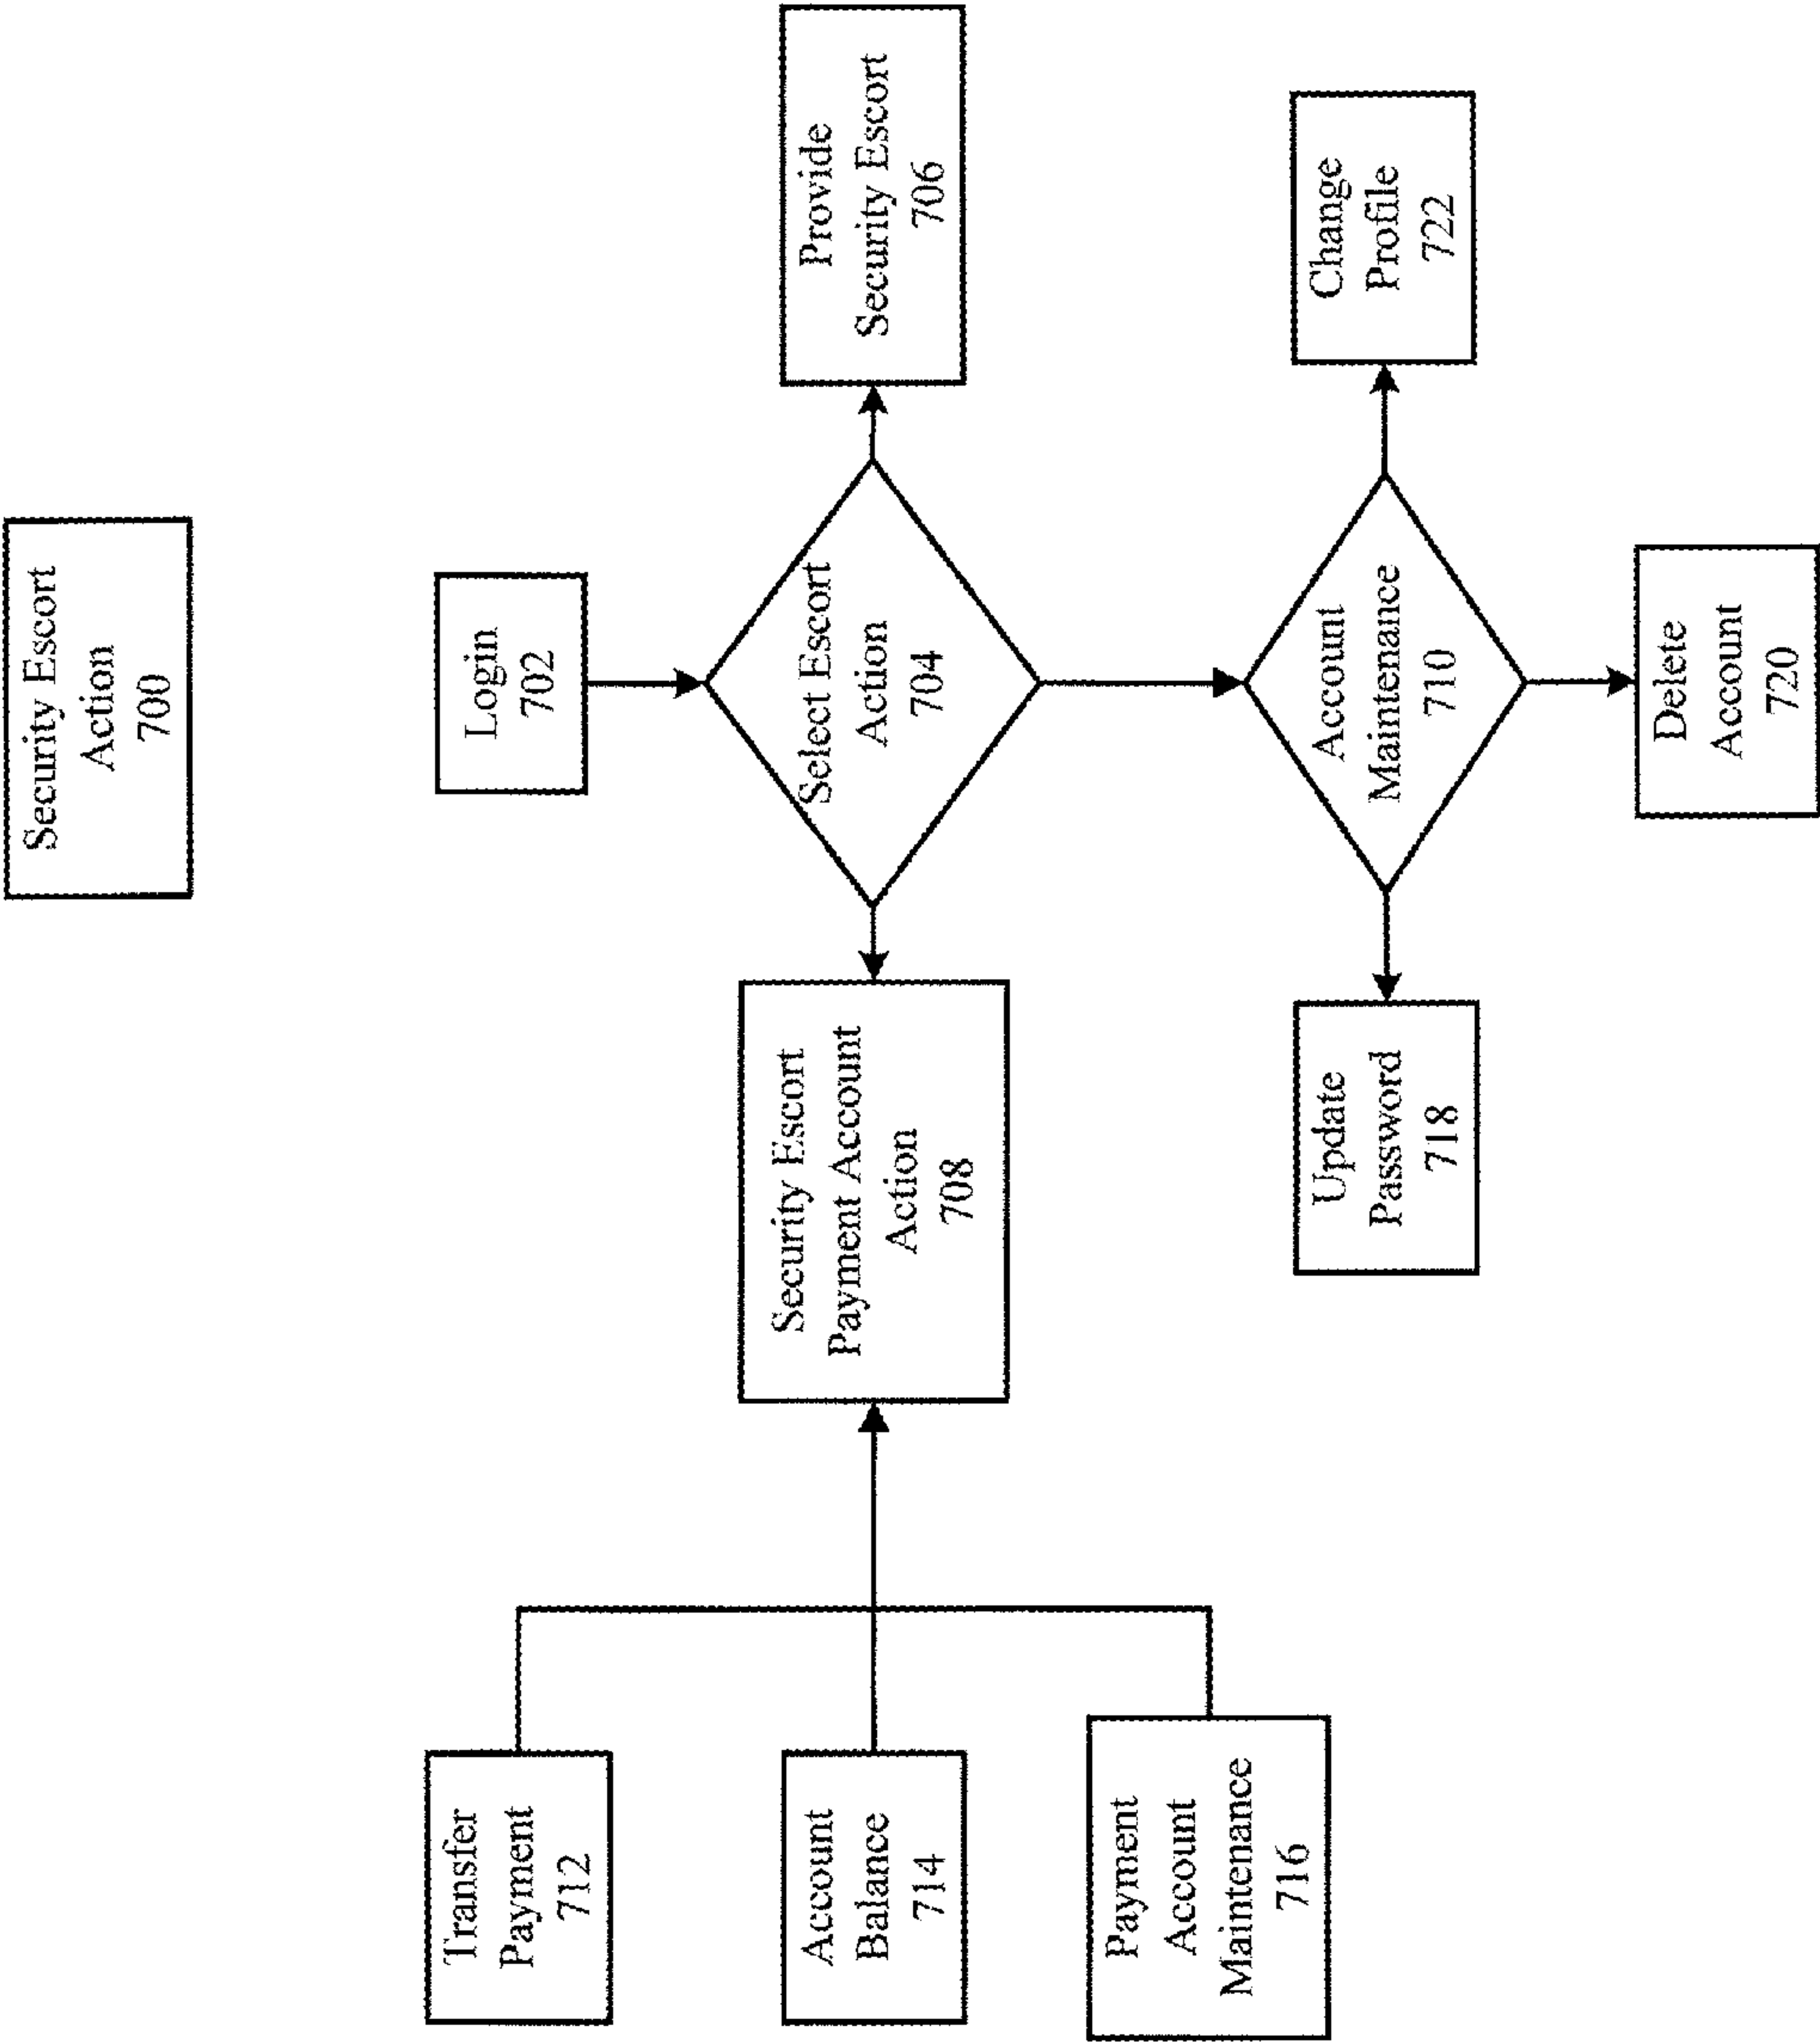 Security Escort
Action
700
Login
702
Select Escort
Action
704
Provide
Security Escort
706
Security Escort
Payment Account
Action
708
Transfer
Payment
712
Account
Balance
714
Payment
Account
Maintenance
716
Account
Maintenance
710
Update
Password
718
Change
Profile
722
Delete
Account
720